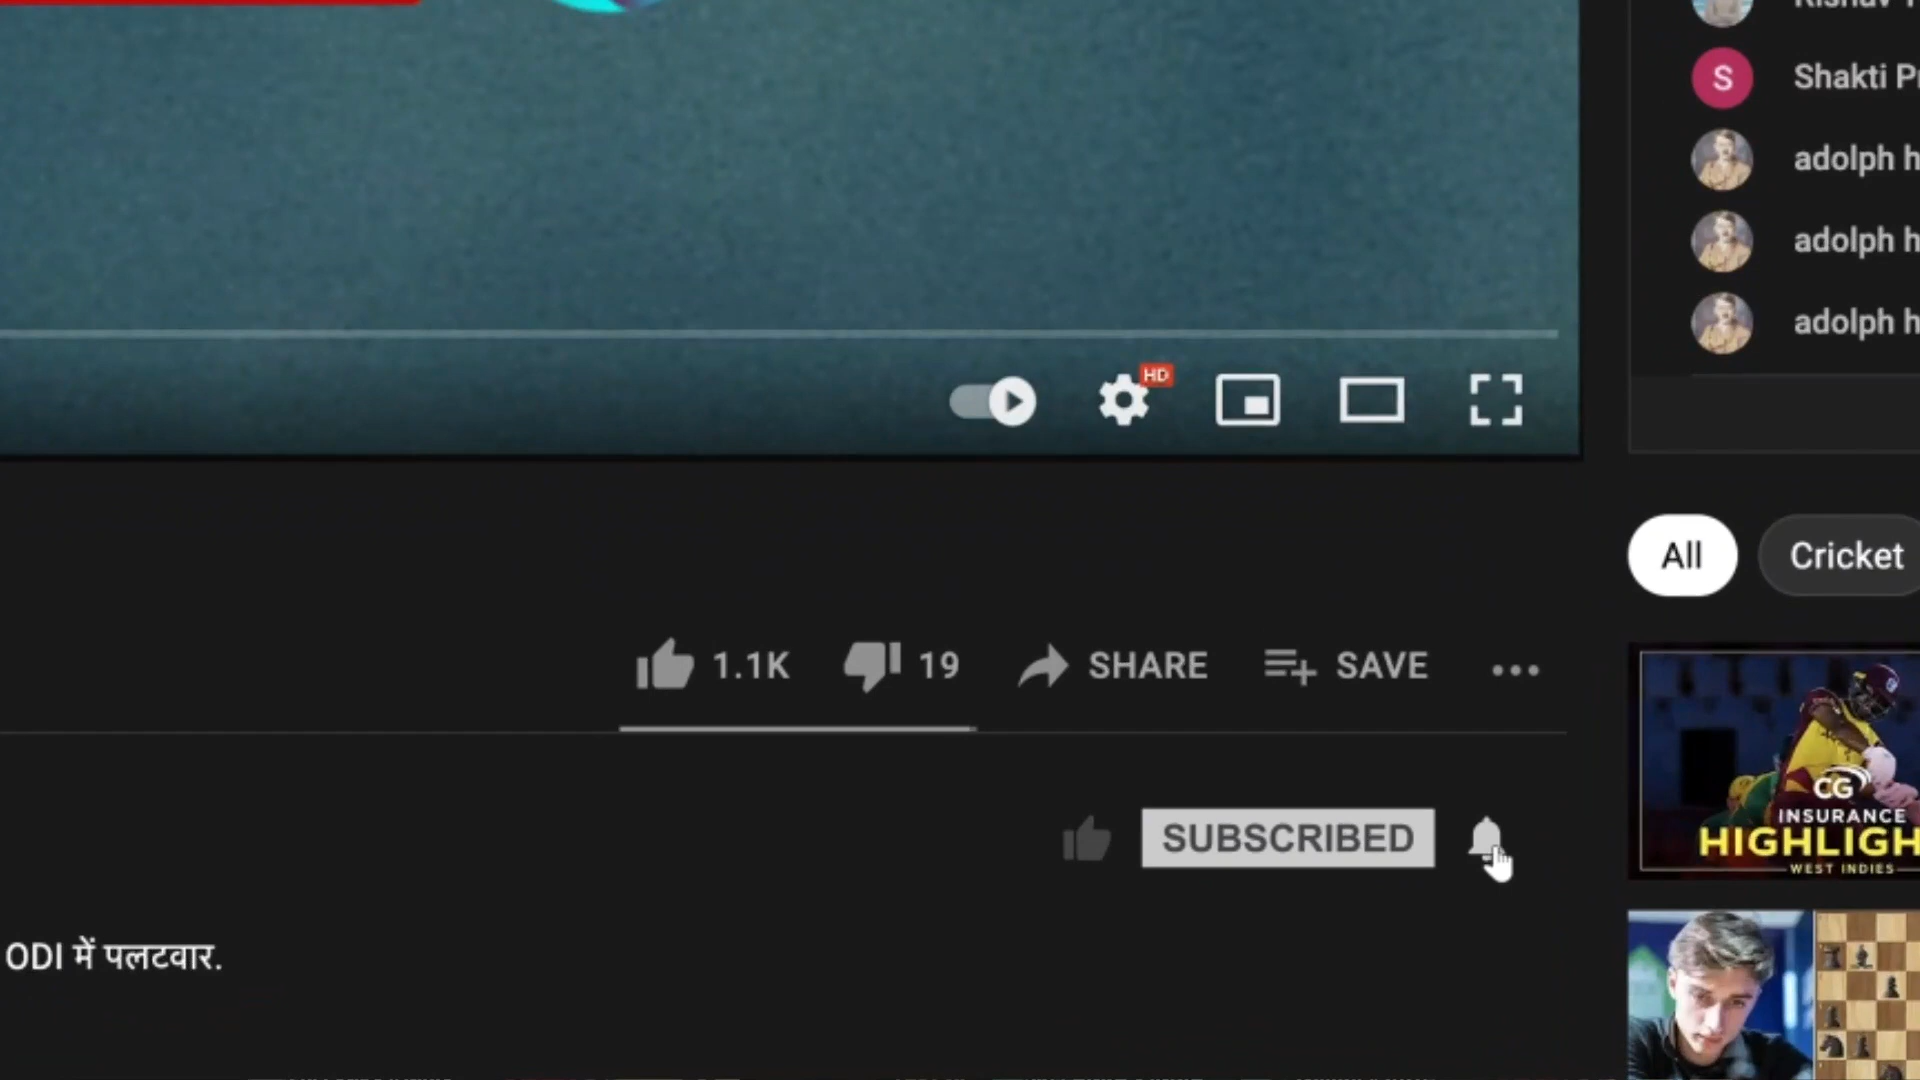 Shakti P
adolph h
adolph h
adolph h
HD
All
Cricket
1.1K
19
SHARE
SAVE
CG
INSURANCE
HIGHLIGH
WEST INDIES
SUBSCRIBED
ODI में पलटवार.